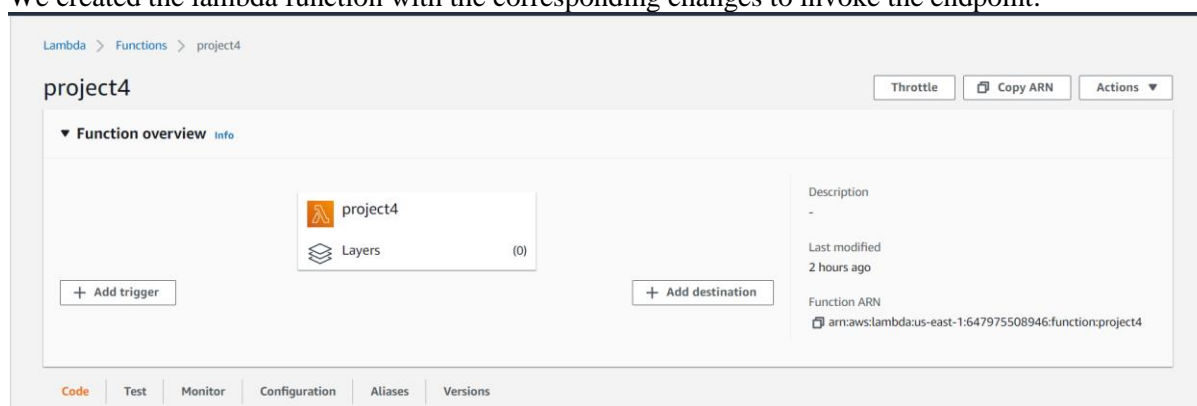 We created the lambda function with the corresponding changes to invoke the endpoint.
Lambda > Functions > project4
project4
Throttle
Copy ARN
Actions ▼
▼ Function overview Info
project4
Layers (0)
+ Add trigger
+ Add destination
Description
-
Last modified
2 hours ago
Function ARN
arn:aws:lambda:us-east-1:647975508946:function:project4
Code Test Monitor Configuration Aliases Versions